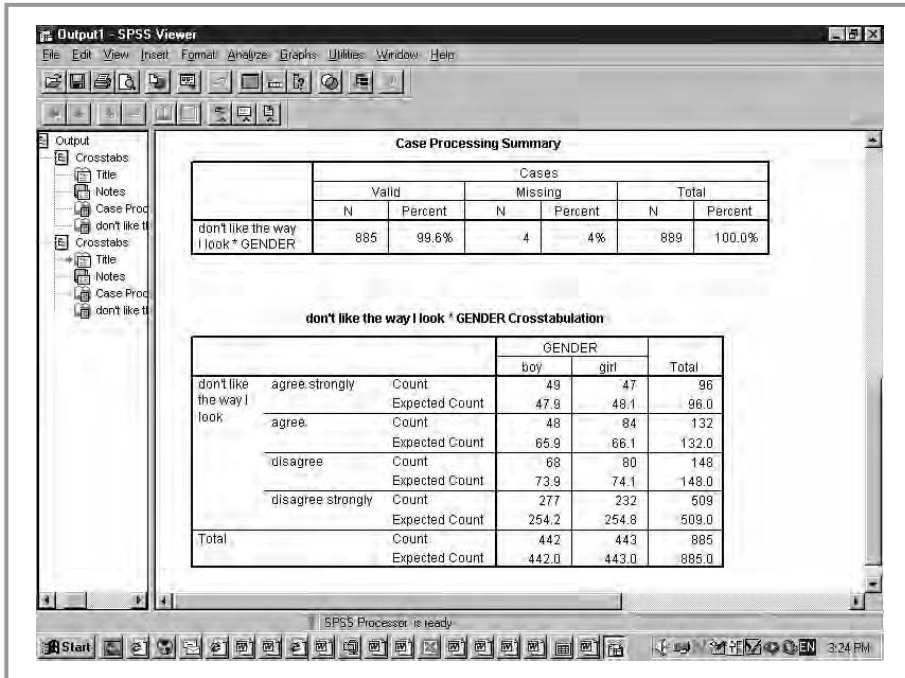 Output1 - SPSS Viewer
File Edit View Insert Format Analyze Graphs Utilities Window Help
Output
Crosstabs
Title
Notes
Case Proc
don't like tl
Crosstabs
Title
Notes
Case Proc
don't like tl
Case Processing Summary
Cases
Valid Missing Total
N Percent N Percent N Percent
don't like the way
I look * GENDER 885 99.6% 4 4% 889 100.0%
don't like the way I look * GENDER Crosstabulation
GENDER
boy girl Total
don't like agree strongly Count 49 47 96
the way I Expected Count 47.9 48.1 96.0
look agree Count 48 84 132
Expected Count 65.9 66.1 132.0
disagree Count 68 80 148
Expected Count 73.9 74.1 148.0
disagree strongly Count 277 232 509
Expected Count 254.2 254.8 509.0
Total Count 442 443 885
Expected Count 442.0 443.0 885.0
SPSS Processor is ready
Start EN 3:24 PM